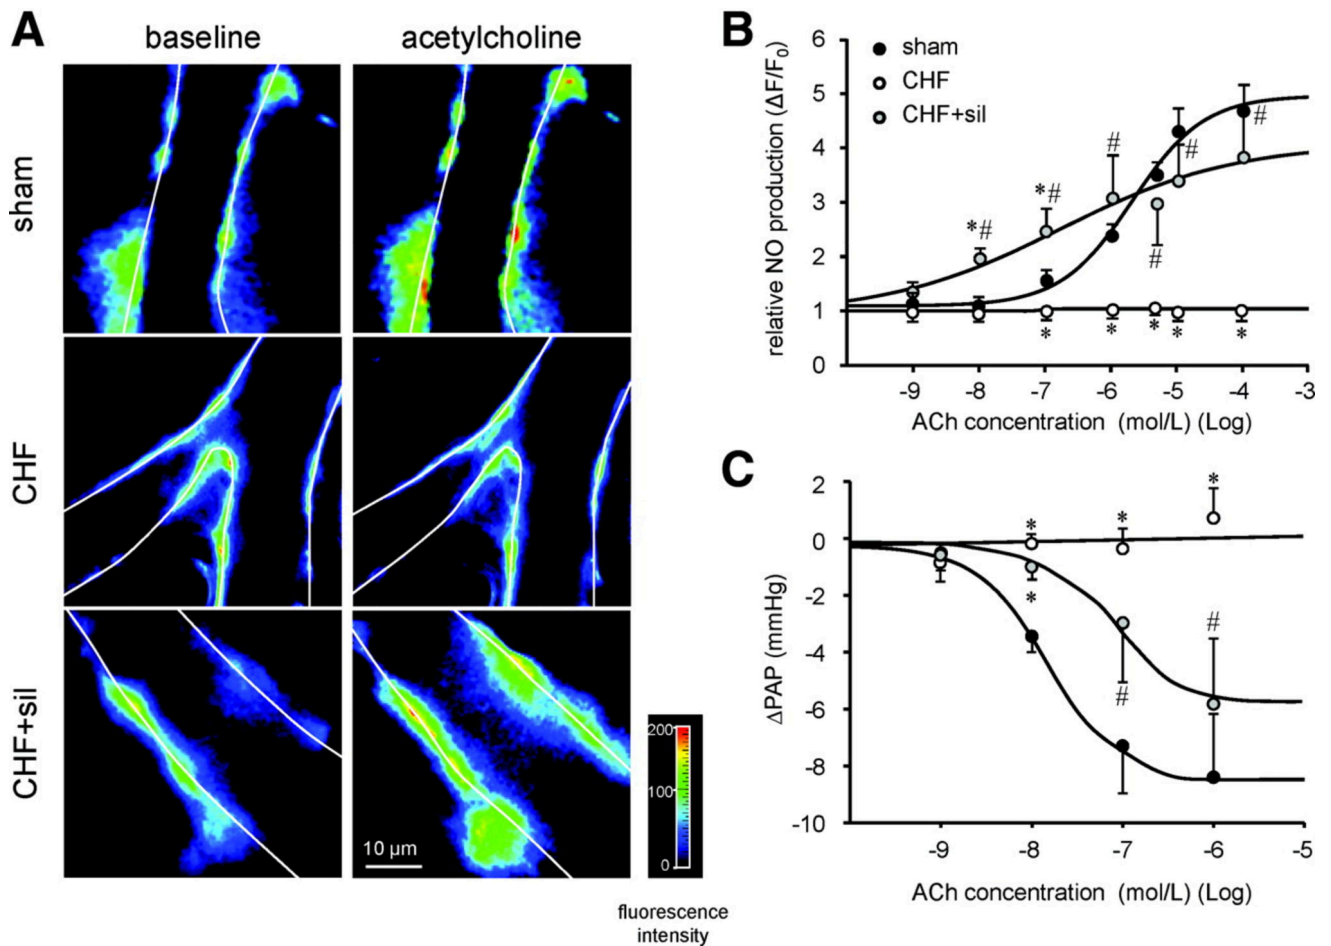 A
baseline
acetylcholine
sham
CHF
CHF+sil
10 µm
200
100
0
fluorescence
intensity
B
relative NO production (ΔF/F0)
6
5
4
3
2
1
0
sham
CHF
CHF+sil
*#
*#
#
#
#
#
*
*
*
*
*
-9
-8
-7
-6
-5
-4
-3
ACh concentration (mol/L) (Log)
C
ΔPAP (mmHg)
2
0
-2
-4
-6
-8
-10
*
*
*
*
#
#
-9
-8
-7
-6
-5
ACh concentration (mol/L) (Log)